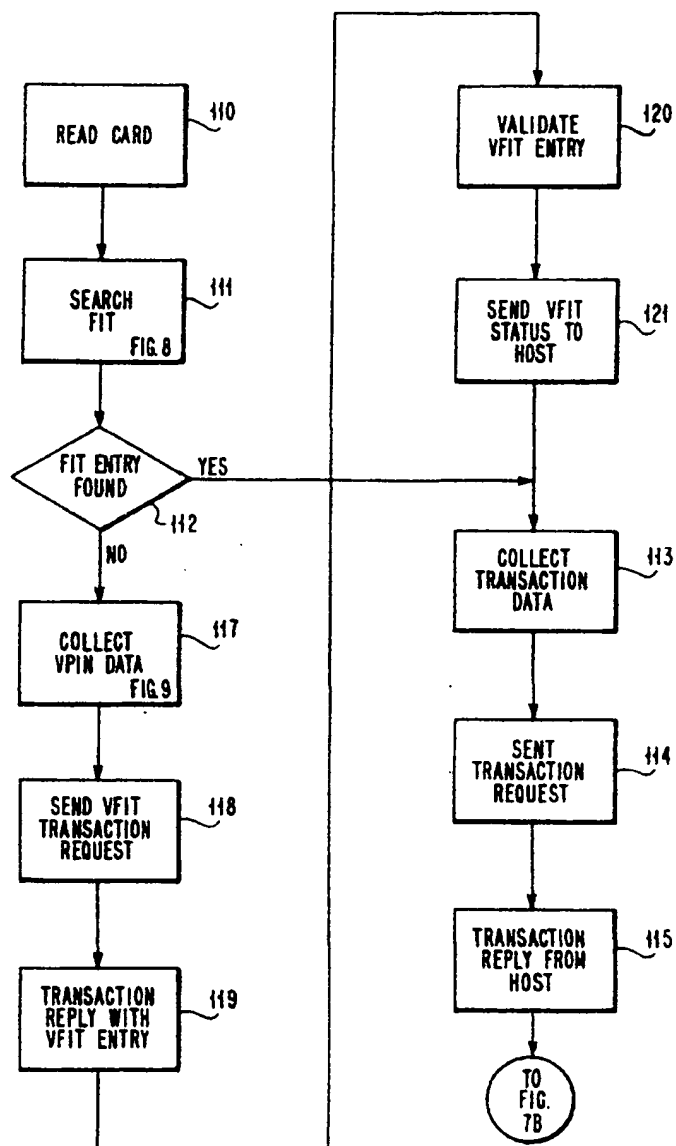 READ CARD
110
SEARCH
FIT
FIG. 8
111
FIT ENTRY
FOUND
YES
112
NO
COLLECT
VPIN DATA
FIG. 9
117
SEND VFIT
TRANSACTION
REQUEST
118
TRANSACTION
REPLY WITH
VFIT ENTRY
119
VALIDATE
VFIT ENTRY
120
SEND VFIT
STATUS TO
HOST
121
COLLECT
TRANSACTION
DATA
113
SENT
TRANSACTION
REQUEST
114
TRANSACTION
REPLY FROM
HOST
115
TO
FIG.
7B